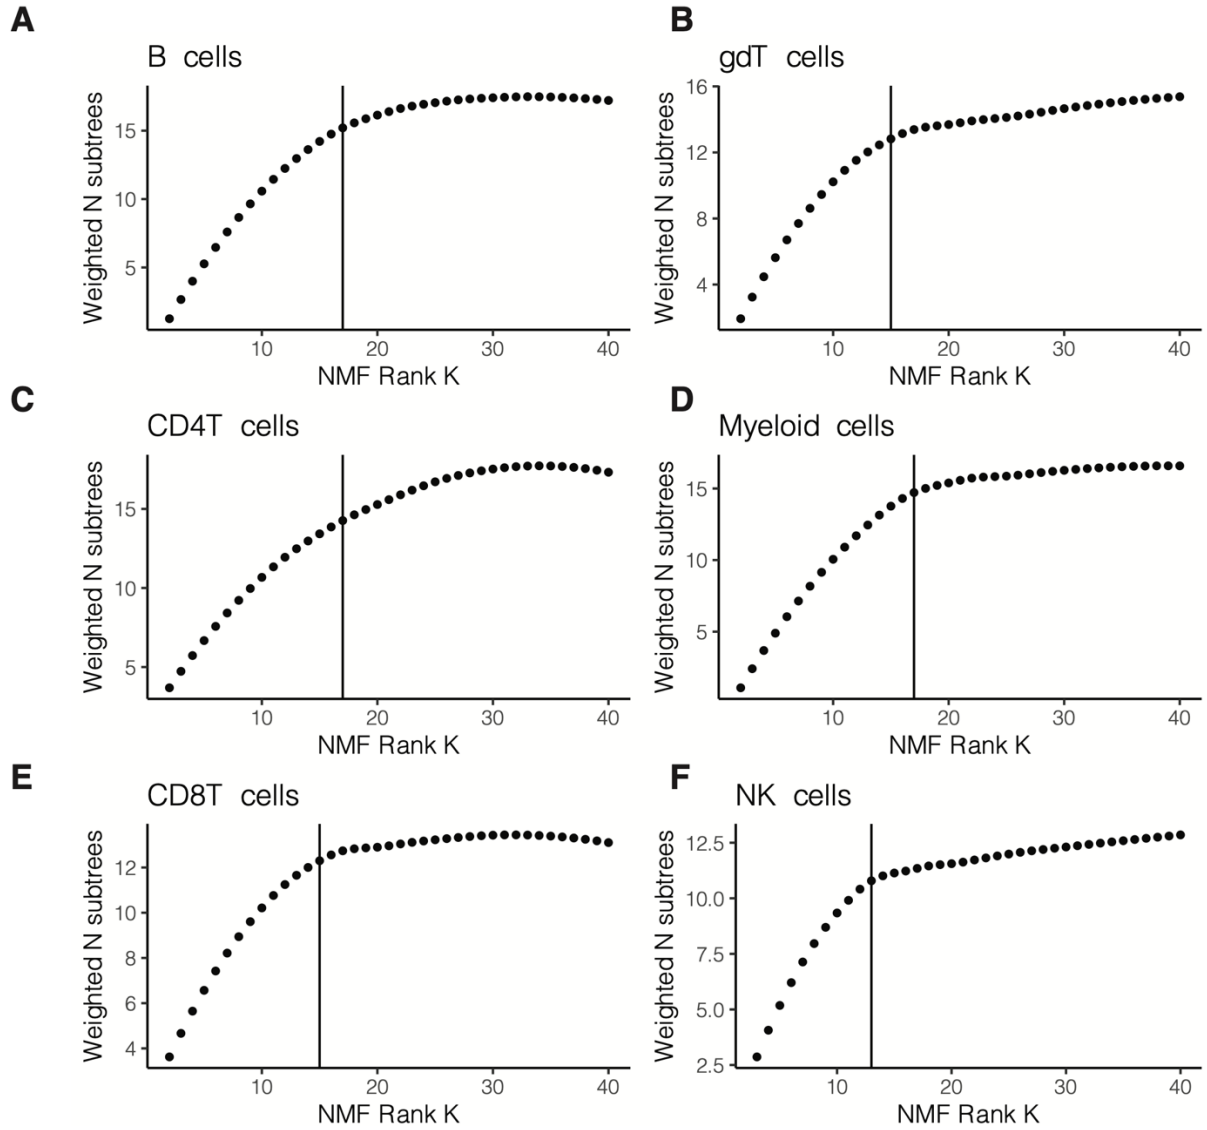 A
B cells
Weighted N subtrees
15
10
5
10 20 30 40
NMF Rank K
B
gdT cells
Weighted N subtrees
16
12
8
4
10 20 30 40
NMF Rank K
C
CD4T cells
Weighted N subtrees
15
10
5
10 20 30 40
NMF Rank K
D
Myeloid cells
Weighted N subtrees
15
10
5
10 20 30 40
NMF Rank K
E
CD8T cells
Weighted N subtrees
12
10
8
6
4
10 20 30 40
NMF Rank K
F
NK cells
Weighted N subtrees
12.5
10.0
7.5
5.0
2.5
10 20 30 40
NMF Rank K